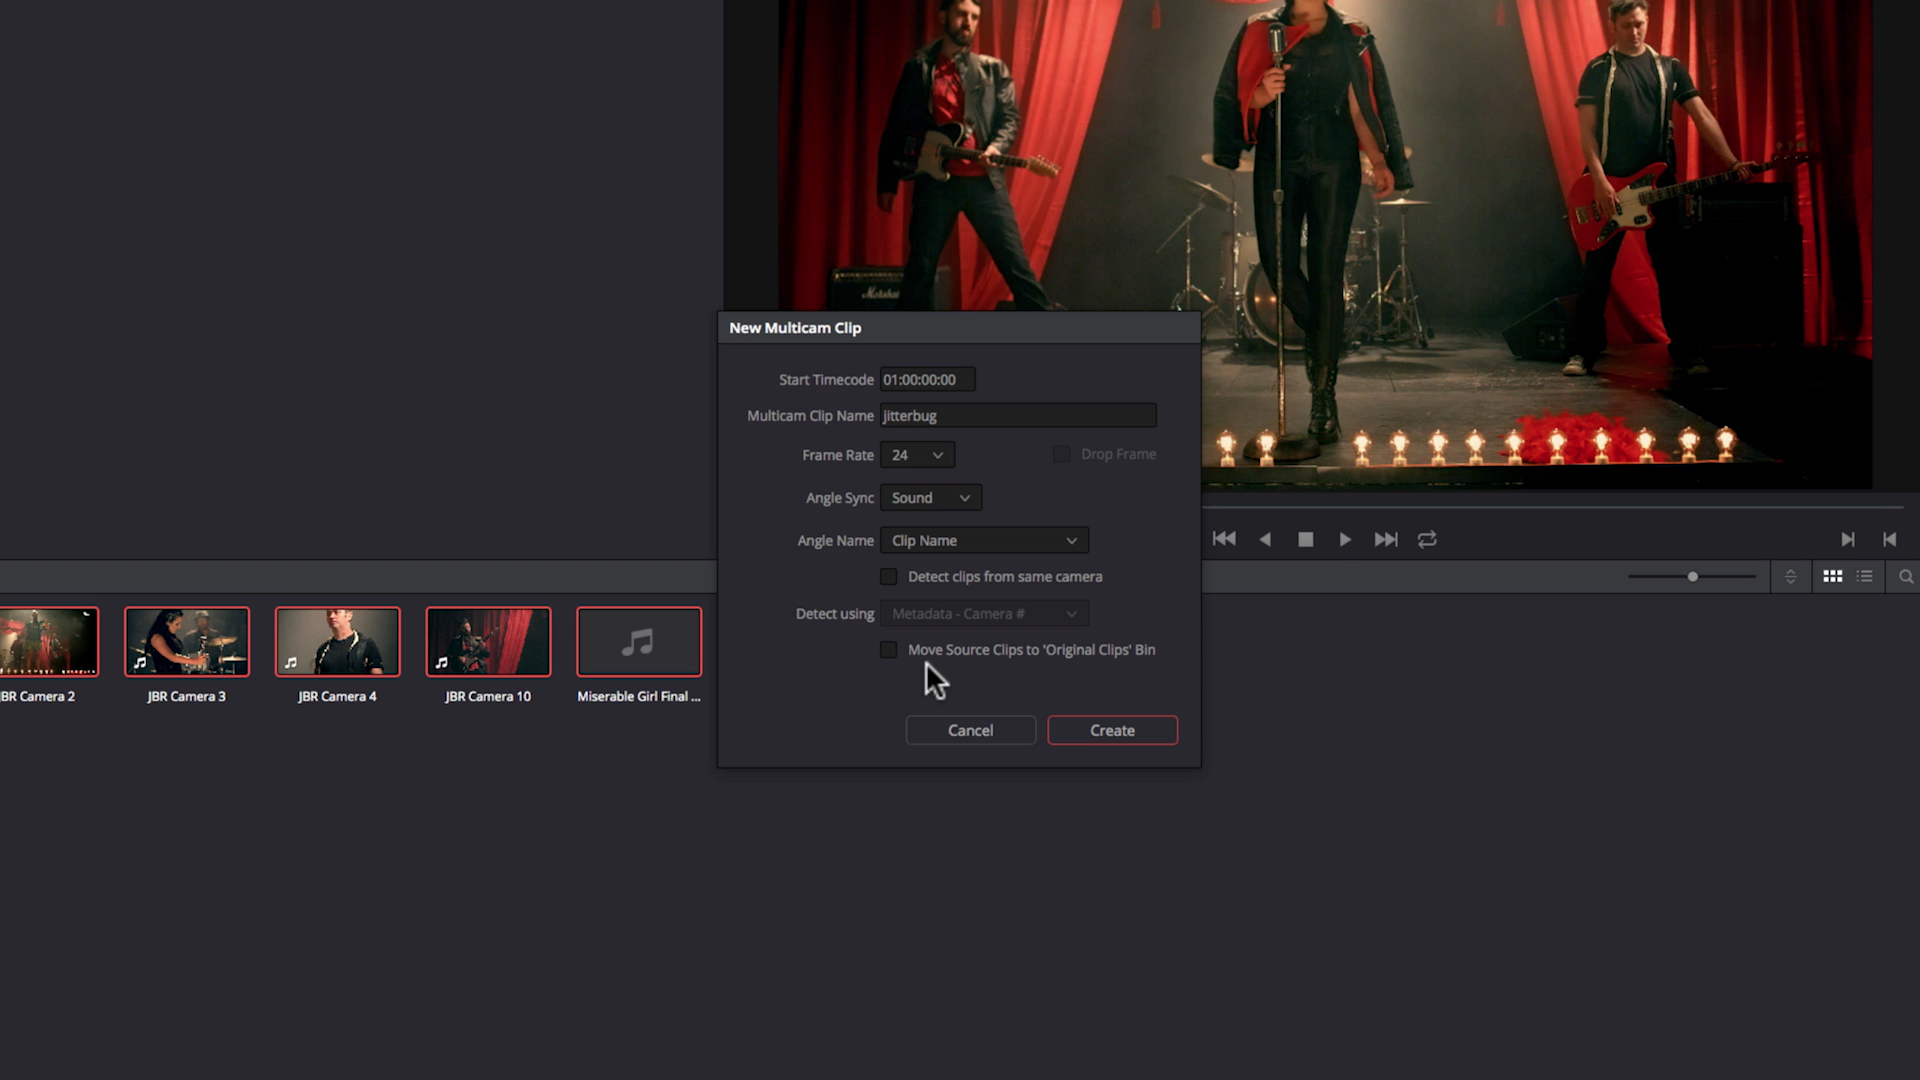 Marshall
New Multicam Clip
Start Timecode 01:00:00:00
Multicam Clip Name jitterbug
Frame Rate 24 Drop Frame
Angle Sync Sound
Angle Name Clip Name
Detect clips from same camera
Detect using Metadata - Camera #
Move Source Clips to 'Original Clips' Bin
Cancel Create
BR Camera 2 JBR Camera 3 JBR Camera 4 JBR Camera 10 Miserable Girl Final ...